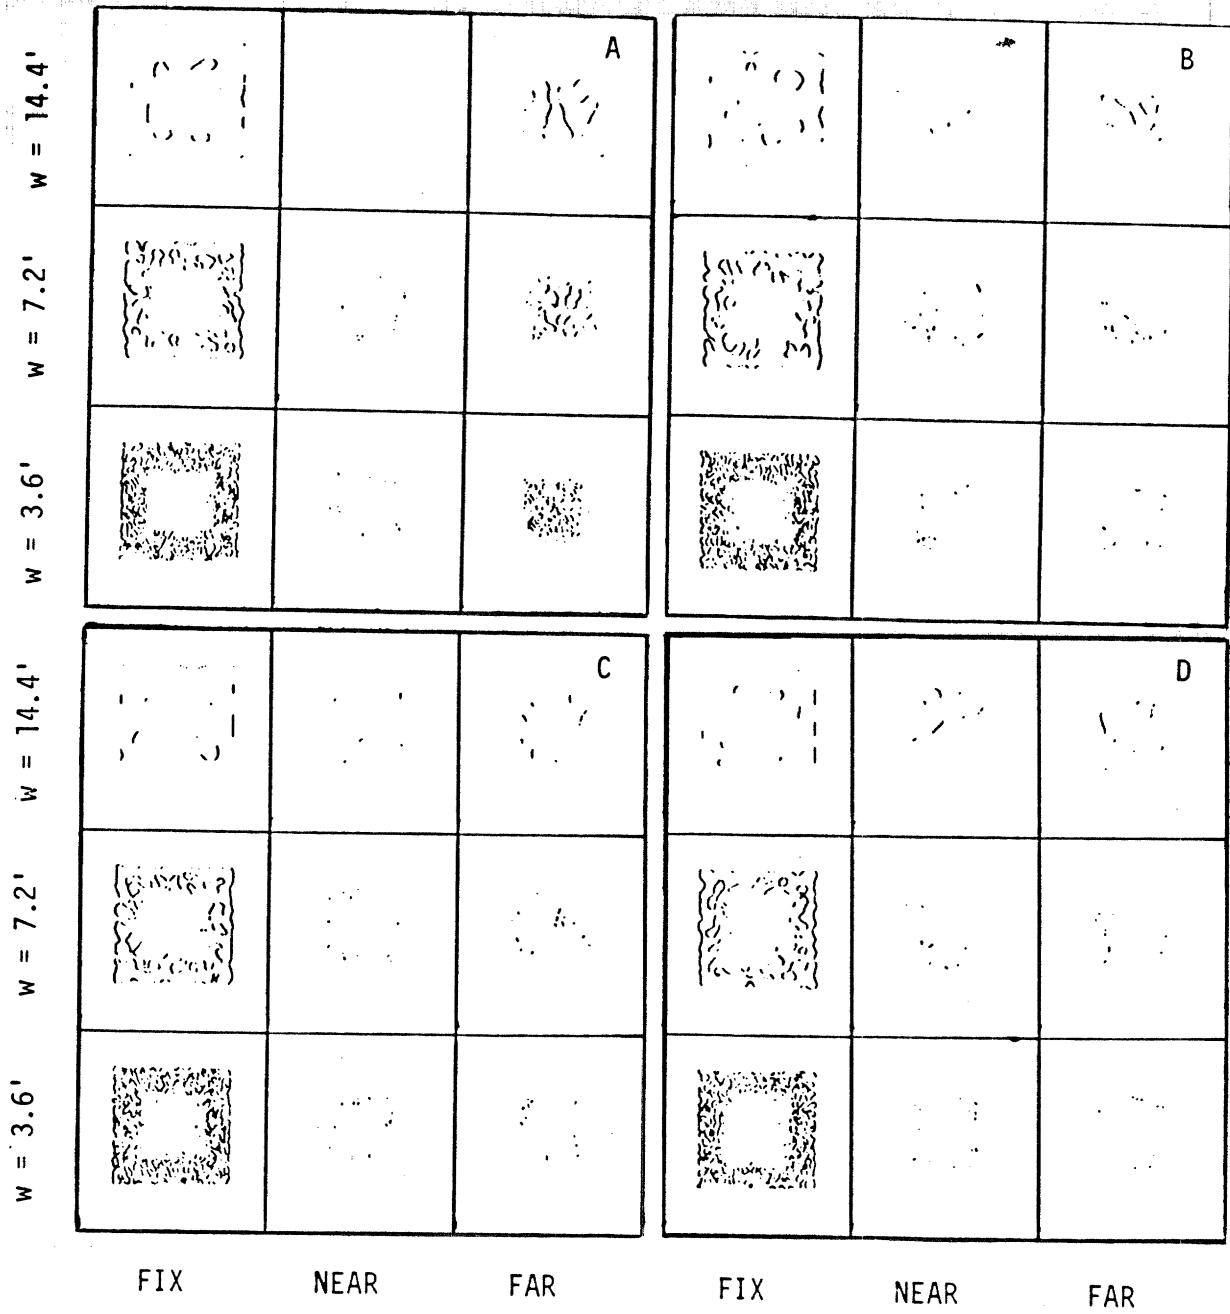 A
B
w = 14.4'
w = 7.2'
w = 3.6'
C
D
w = 14.4'
w = 7.2'
w = 3.6'
FIX NEAR FAR FIX NEAR FAR